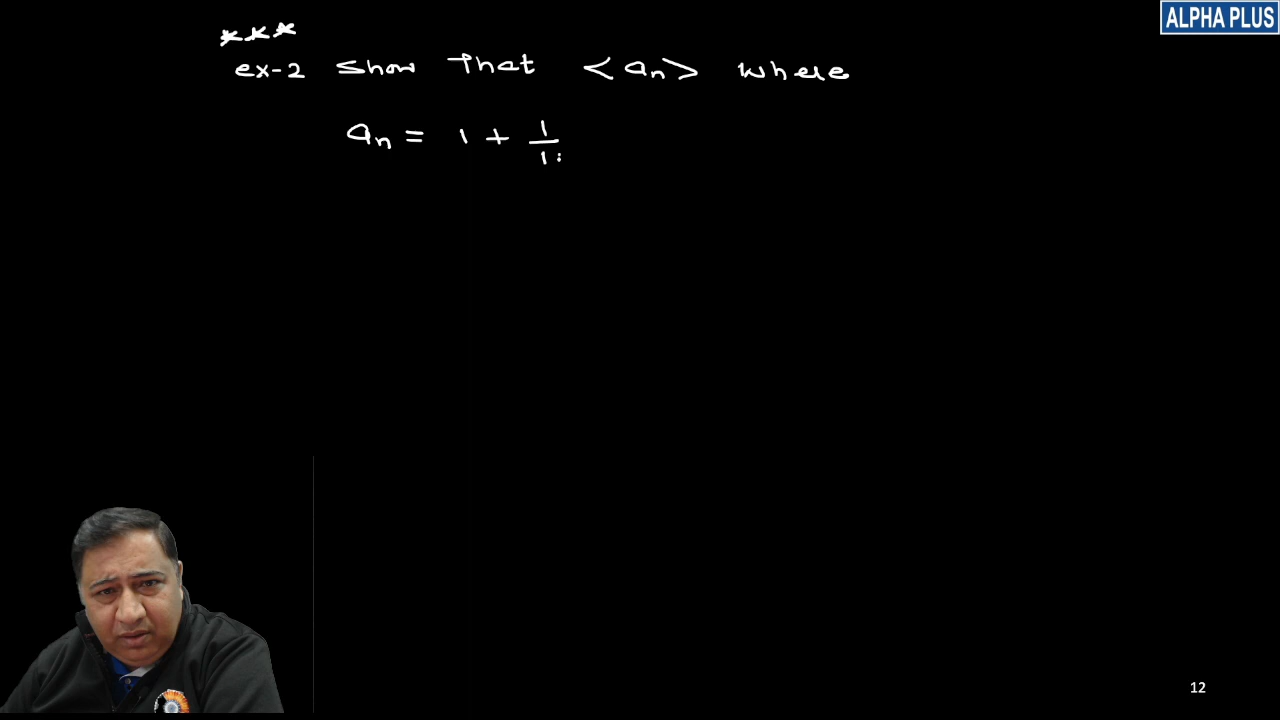 ALPHA PLUS
***
ex-2 Show That <aₙ> where
aₙ = 1 + 1/1!
12